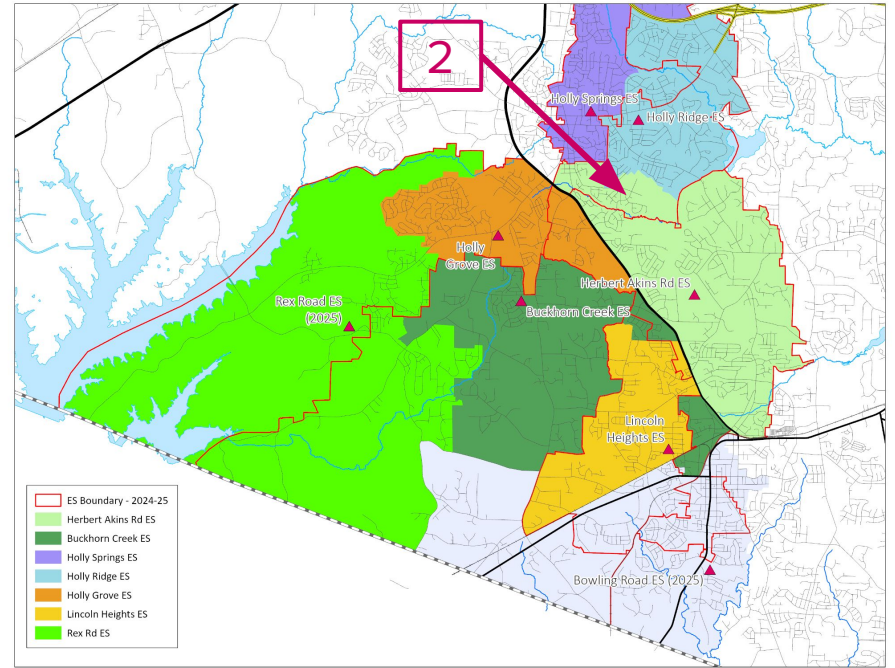 2
Holly Springs ES
Holly Ridge ES
Holly
Grove ES
Herbert Akins Rd ES
Rex Road ES
(2025)
Buckhorn Creek ES
Lincoln
Heights ES
Bowling Road ES (2025)
ES Boundary - 2024-25
Herbert Akins Rd ES
Buckhorn Creek ES
Holly Springs ES
Holly Ridge ES
Holly Grove ES
Lincoln Heights ES
Rex Rd ES